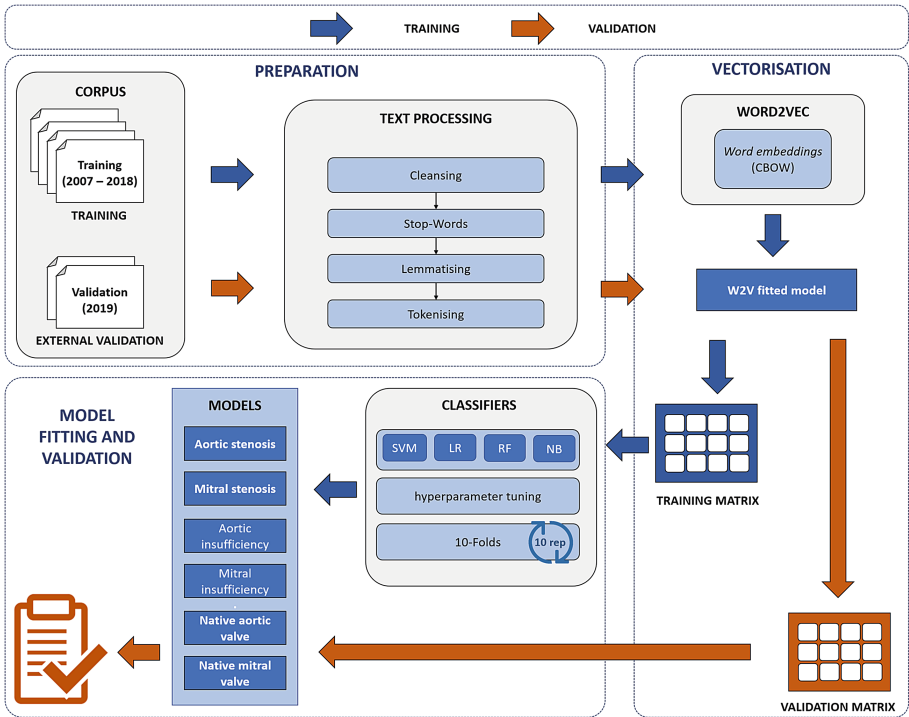 TRAINING
VALIDATION
PREPARATION
CORPUS
Training
(2007 – 2018)
TRAINING
Validation
(2019)
EXTERNAL VALIDATION
TEXT PROCESSING
Cleansing
Stop-Words
Lemmatising
Tokenising
VECTORISATION
WORD2VEC
Word embeddings
(CBOW)
W2V fitted model
TRAINING MATRIX
VALIDATION MATRIX
MODEL
FITTING AND
VALIDATION
MODELS
Aortic stenosis
Mitral stenosis
Aortic
insufficiency
Mitral
insufficiency
Native aortic
valve
Native mitral
valve
CLASSIFIERS
SVM
LR
RF
NB
hyperparameter tuning
10-Folds
10 rep